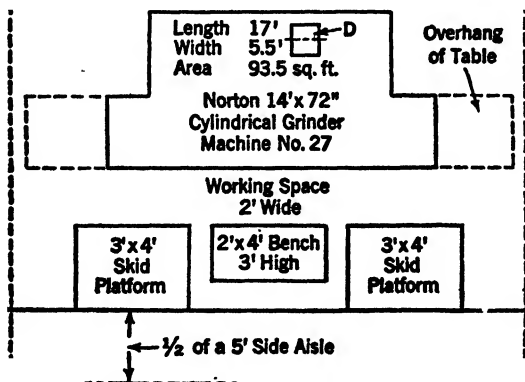 Length 17'
Width 5.5'
Area 93.5 sq. ft.
D
Overhang
of Table
Norton 14'x 72"
Cylindrical Grinder
Machine No. 27
Working Space
2' Wide
3'x 4'
Skid
Platform
2'x 4' Bench
3' High
3'x 4'
Skid
Platform
½ of a 5' Side Aisle